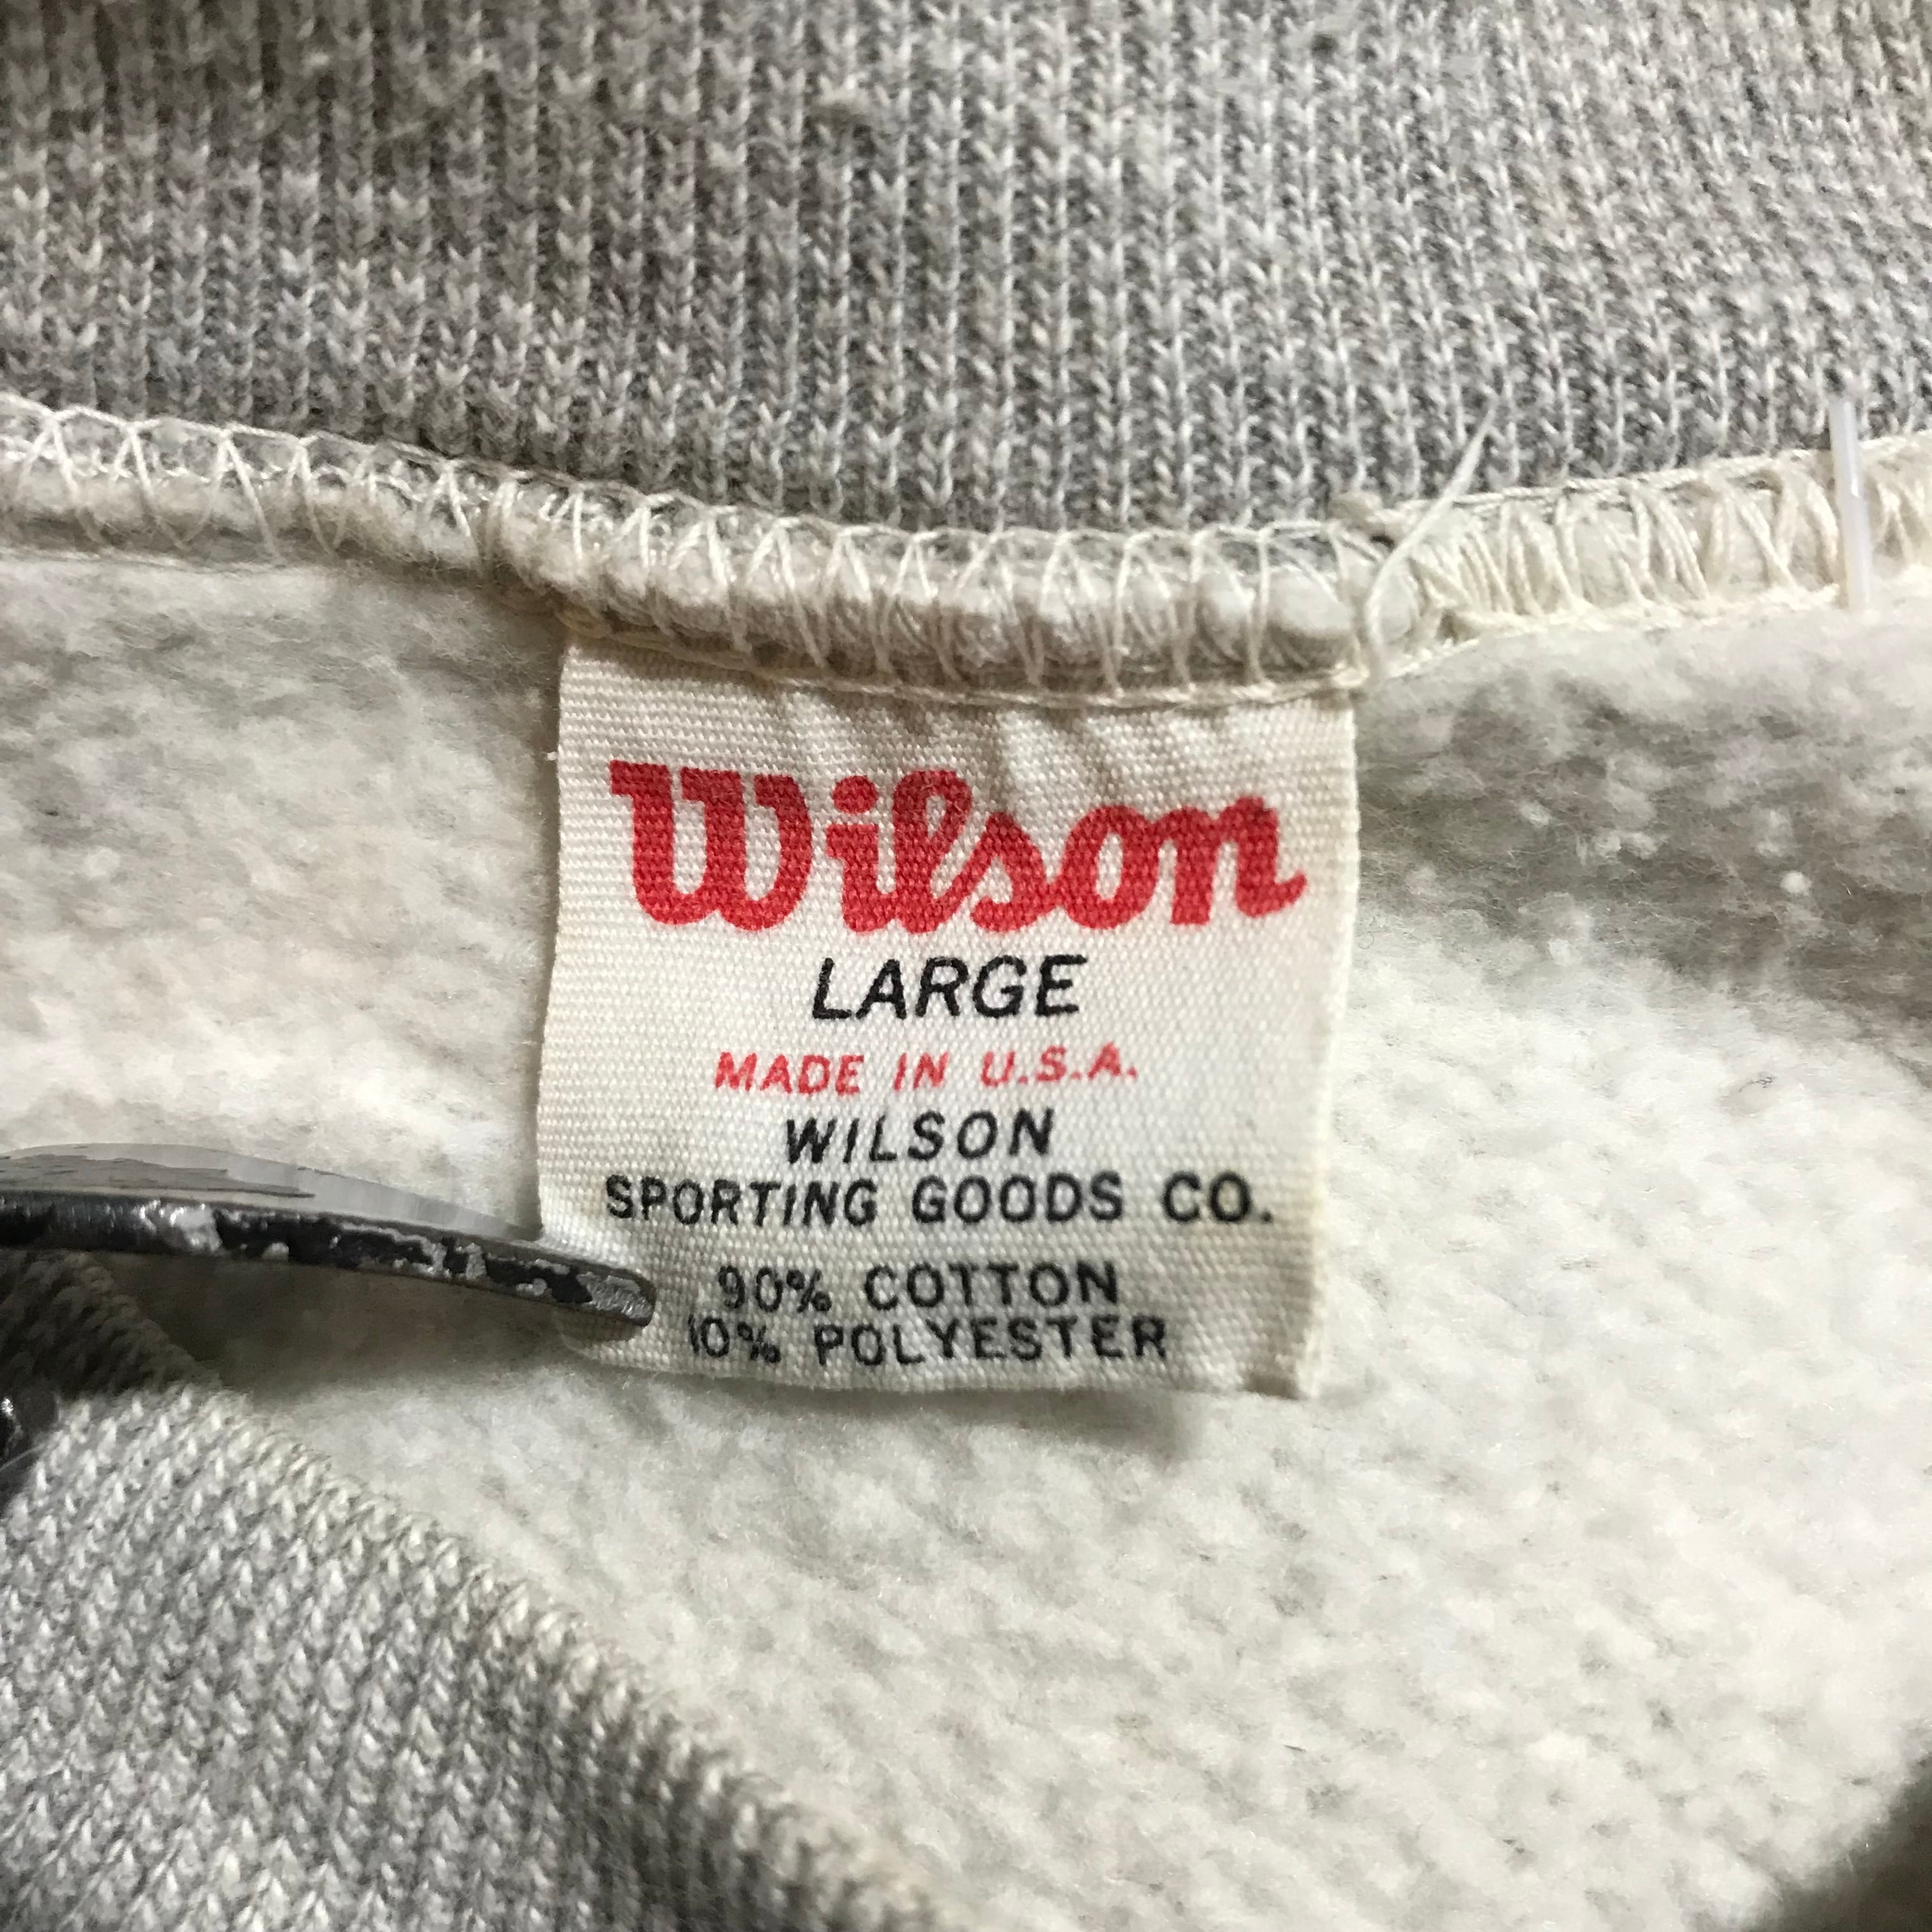 Wilson
LARGE
MADE IN U.S.A.
WILSON
SPORTING GOODS CO.
90% COTTON
10% POLYESTER